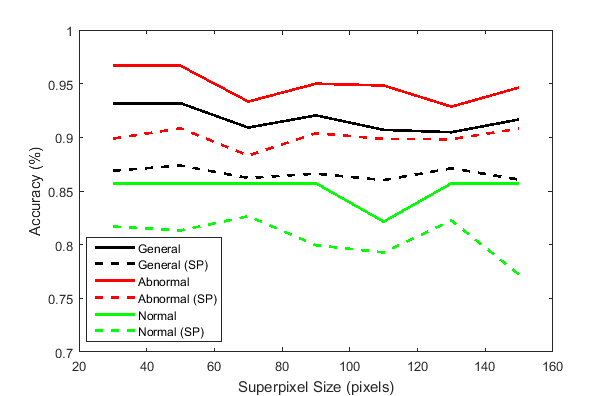 1
0.95
0.9
0.85
0.8
0.75
0.7
Accuracy (%)
General
General (SP)
Abnormal
Abnormal (SP)
Normal
Normal (SP)
20 40 60 80 100 120 140 160
Superpixel Size (pixels)